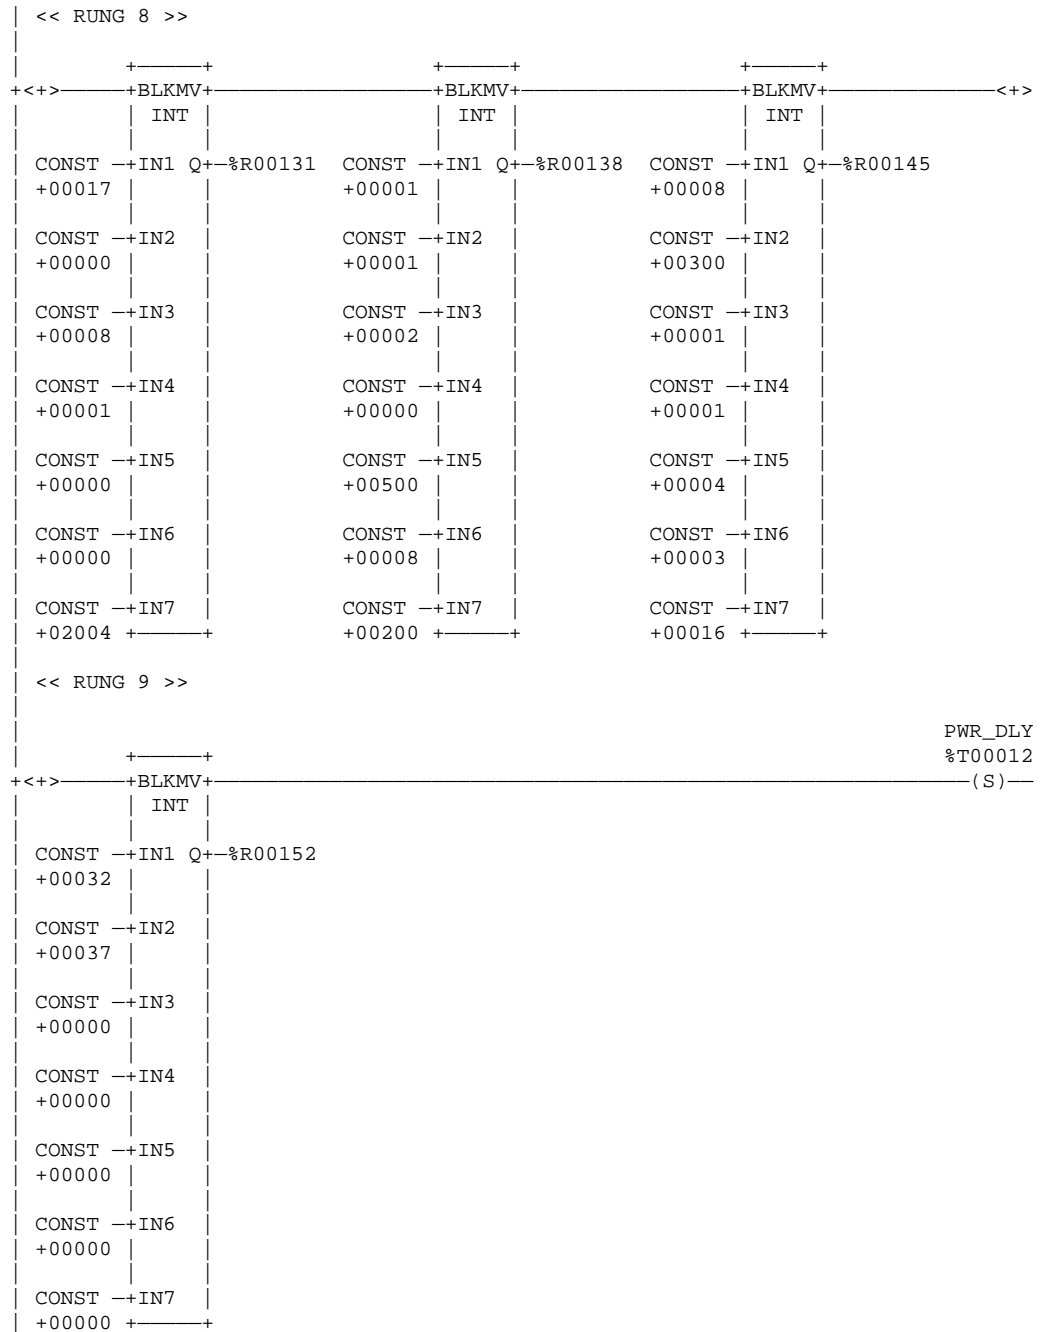 | << RUNG 8 >>
|
|       +—————+                 +—————+                 +—————+
+<+>—————+BLKMV+—————————————————+BLKMV+—————————————————+BLKMV+—————————————<+>
|        | INT |                 | INT |                 | INT |
|        |     |                 |     |                 |     |
| CONST —+IN1 Q+—%R00131 CONST —+IN1 Q+—%R00138 CONST —+IN1 Q+—%R00145
| +00017 |     | +00001 |     | +00008 |     |
|        |     |        |     |        |     |
| CONST —+IN2 | CONST —+IN2 | CONST —+IN2 |
| +00000 |     | +00001 |     | +00300 |     |
|        |     |        |     |        |     |
| CONST —+IN3 | CONST —+IN3 | CONST —+IN3 |
| +00008 |     | +00002 |     | +00001 |     |
|        |     |        |     |        |     |
| CONST —+IN4 | CONST —+IN4 | CONST —+IN4 |
| +00001 |     | +00000 |     | +00001 |     |
|        |     |        |     |        |     |
| CONST —+IN5 | CONST —+IN5 | CONST —+IN5 |
| +00000 |     | +00500 |     | +00004 |     |
|        |     |        |     |        |     |
| CONST —+IN6 | CONST —+IN6 | CONST —+IN6 |
| +00000 |     | +00008 |     | +00003 |     |
|        |     |        |     |        |     |
| CONST —+IN7 | CONST —+IN7 | CONST —+IN7 |
| +02004 +—————+ +00200 +—————+ +00016 +—————+
|
| << RUNG 9 >>
|
| PWR_DLY
|        +—————+ %T00012
+<+>—————+BLKMV+———————————————————————————————————————————————————————————(S)——
|        | INT |
|        |     |
| CONST —+IN1 Q+—%R00152
| +00032 |     |
|        |     |
| CONST —+IN2 |
| +00037 |     |
|        |     |
| CONST —+IN3 |
| +00000 |     |
|        |     |
| CONST —+IN4 |
| +00000 |     |
|        |     |
| CONST —+IN5 |
| +00000 |     |
|        |     |
| CONST —+IN6 |
| +00000 |     |
|        |     |
| CONST —+IN7 |
| +00000 +—————+